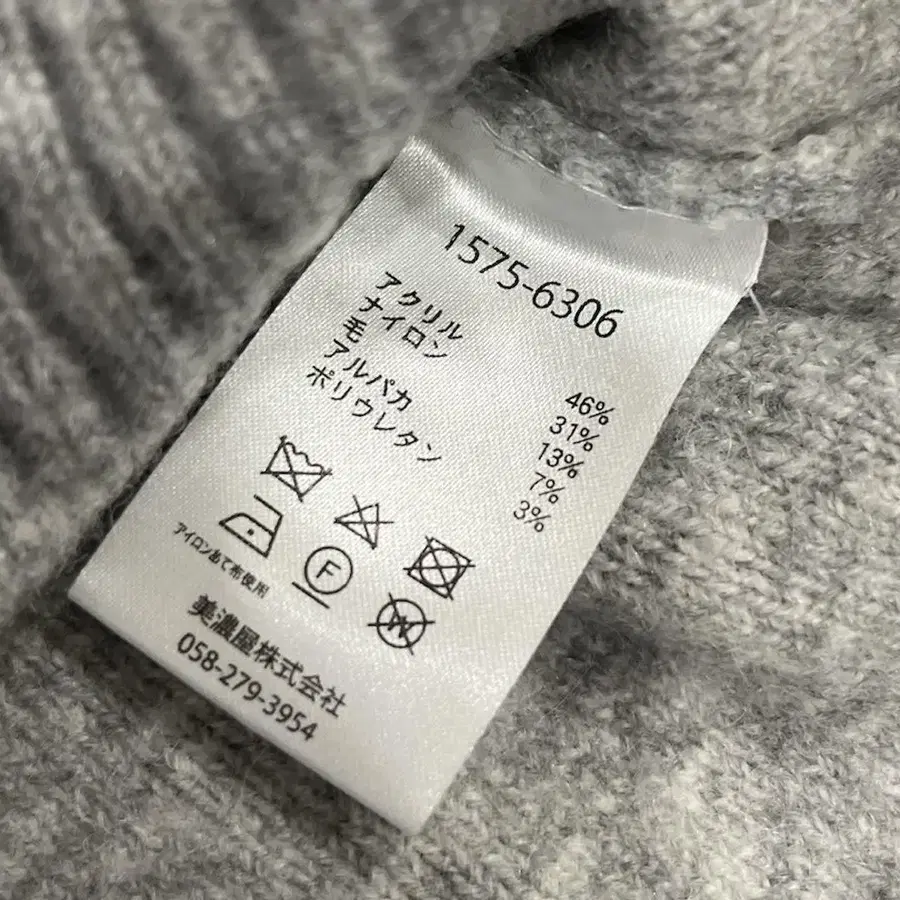 1575-6306
アクリル 46%
ナイロン 31%
毛 13%
アルパカ 7%
ポリウレタン 3%
F
W
アイロンあて布使用
美濃屋株式会社
058-279-3954